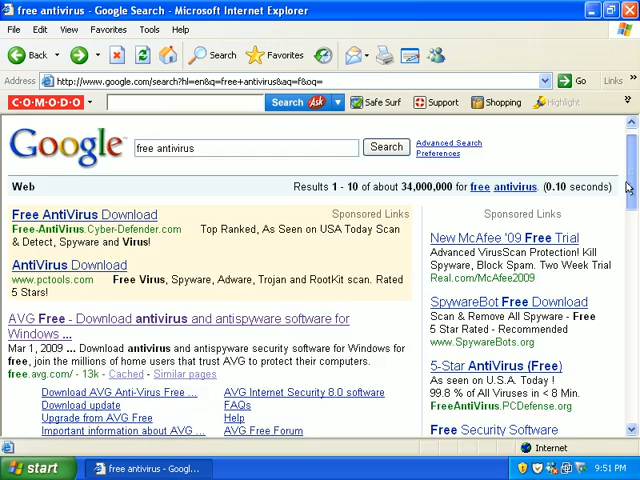 free antivirus - Google Search - Microsoft Internet Explorer
File Edit View Favorites Tools Help
Back Search Favorites
Address http://www.google.com/search?hl=en&q=free+antivirus&aq=f&oq= Go Links »
COMODO Search Ask Safe Surf Support Shopping Highlight »
Google™ free antivirus Search Advanced Search
Preferences
Web Results 1 - 10 of about 34,000,000 for free antivirus. (0.10 seconds)
Free AntiVirus Download Sponsored Links
Free-AntiVirus.Cyber-Defender.com Top Ranked, As Seen on USA Today Scan
& Detect, Spyware and Virus!
AntiVirus Download
www.pctools.com Free Virus, Spyware, Adware, Trojan and RootKit scan. Rated
5 Stars!
AVG Free - Download antivirus and antispyware software for
Windows ...
Mar 1, 2009 ... Download antivirus and antispyware security software for Windows for
free, join the millions of home users that trust AVG to protect their computers.
free.avg.com/ - 13k - Cached - Similar pages
Download AVG Anti-Virus Free ... AVG Internet Security 8.0 software
Download update FAQs
Upgrade from AVG Free Help
Important information about AVG ... AVG Free Forum
Sponsored Links
New McAfee '09 Free Trial
Advanced VirusScan Protection! Kill
Spyware, Block Spam. Two Week Trial
Real.com/McAfee2009
SpywareBot Free Download
Scan & Remove All Spyware - Free
5 Star Rated - Recommended
www.SpywareBots.org
5-Star AntiVirus (Free)
As seen on U.S.A. Today !
99.8 % of All Viruses in < 8 Min.
FreeAntiVirus.PCDefense.org
Free Security Software
Internet
start free antivirus - Googl... 9:51 PM